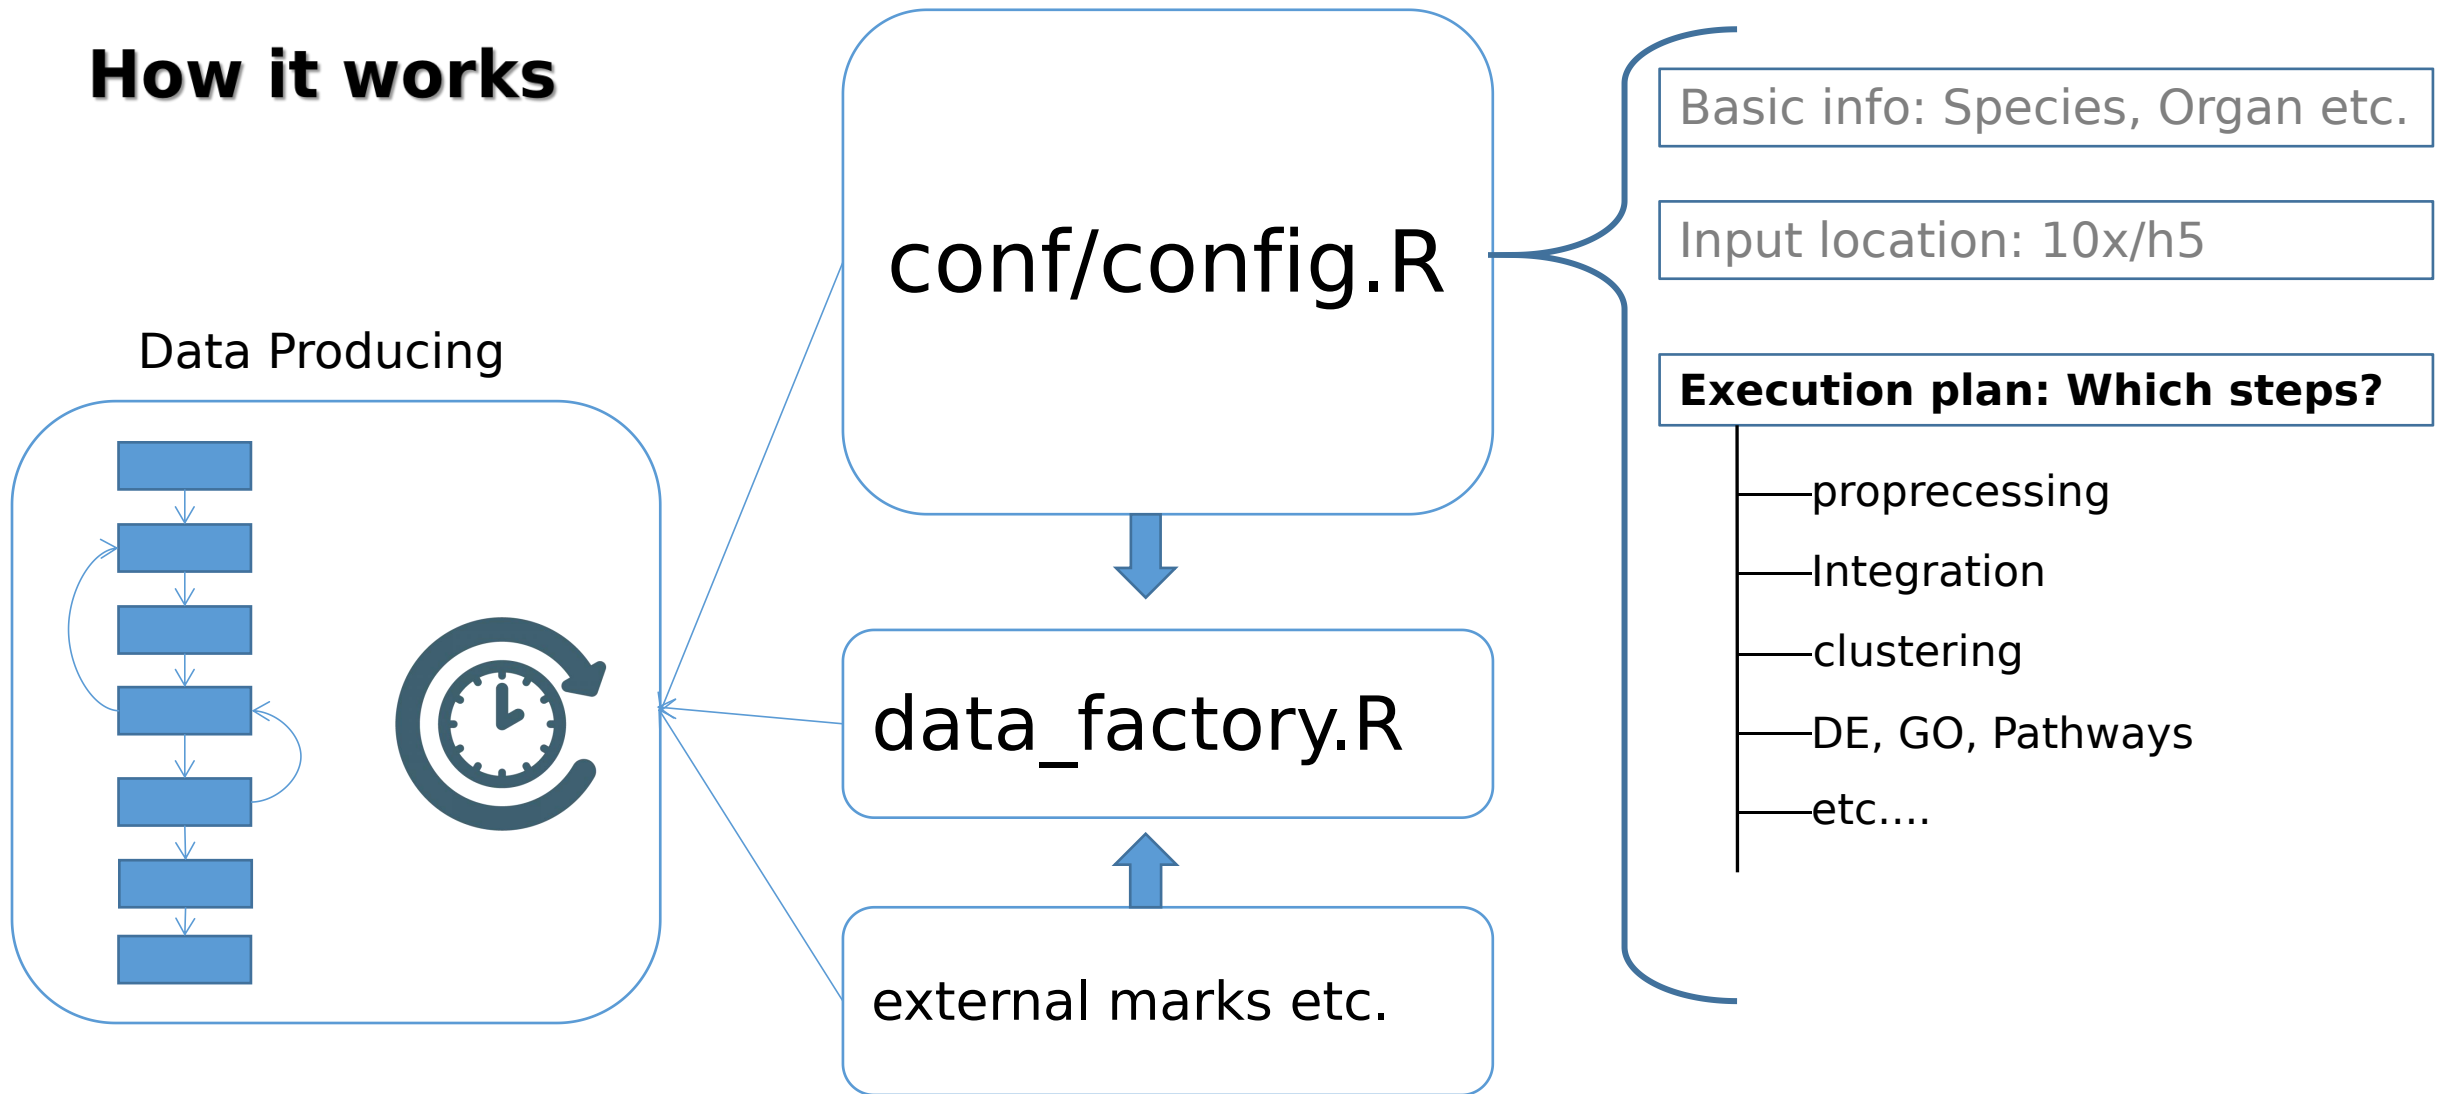 How it works
Data Producing
conf/config.R
data_factory.R
external marks etc.
Basic info: Species, Organ etc.
Input location: 10x/h5
Execution plan: Which steps?
proprecessing
Integration
clustering
DE, GO, Pathways
etc....